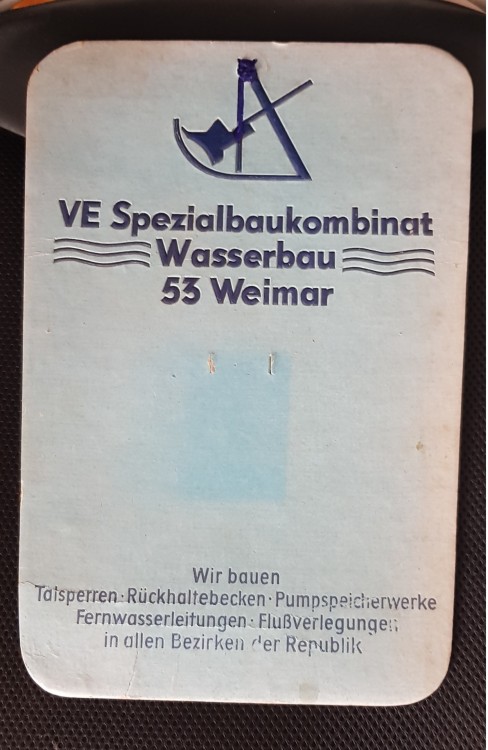 VE Spezialbaukombinat
Wasserbau
53 Weimar
Wir bauen
Talsperren·Rückhaltebecken·Pumpspeicherwerke
Fernwasserleitungen·Flußverlegungen
in allen Bezirken der Republik